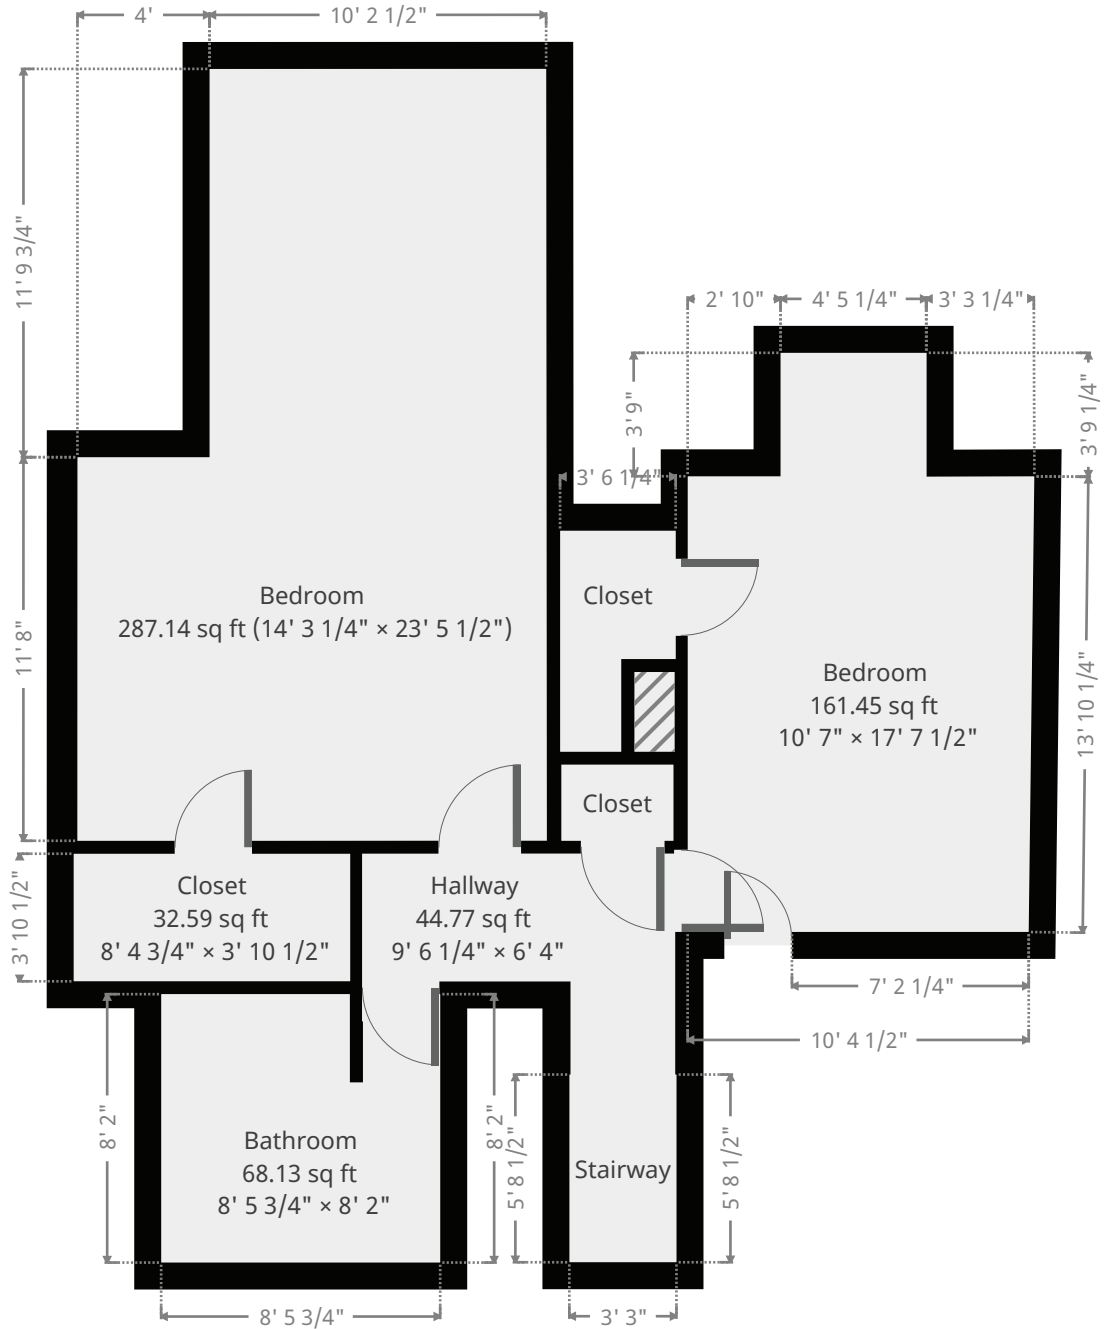 4'
10' 2 1/2"
11' 9 3/4"
2' 10"
4' 5 1/4"
3' 3 1/4"
3' 9"
3' 9 1/4"
3' 6 1/4"
11' 8"
Bedroom
287.14 sq ft (14' 3 1/4" × 23' 5 1/2")
Closet
Bedroom
161.45 sq ft
10' 7" × 17' 7 1/2"
13' 10 1/4"
Closet
3' 10 1/2"
Closet
32.59 sq ft
8' 4 3/4" × 3' 10 1/2"
Hallway
44.77 sq ft
9' 6 1/4" × 6' 4"
7' 2 1/4"
10' 4 1/2"
8' 2"
Bathroom
68.13 sq ft
8' 5 3/4" × 8' 2"
8' 2"
5' 8 1/2"
Stairway
5' 8 1/2"
8' 5 3/4"
3' 3"